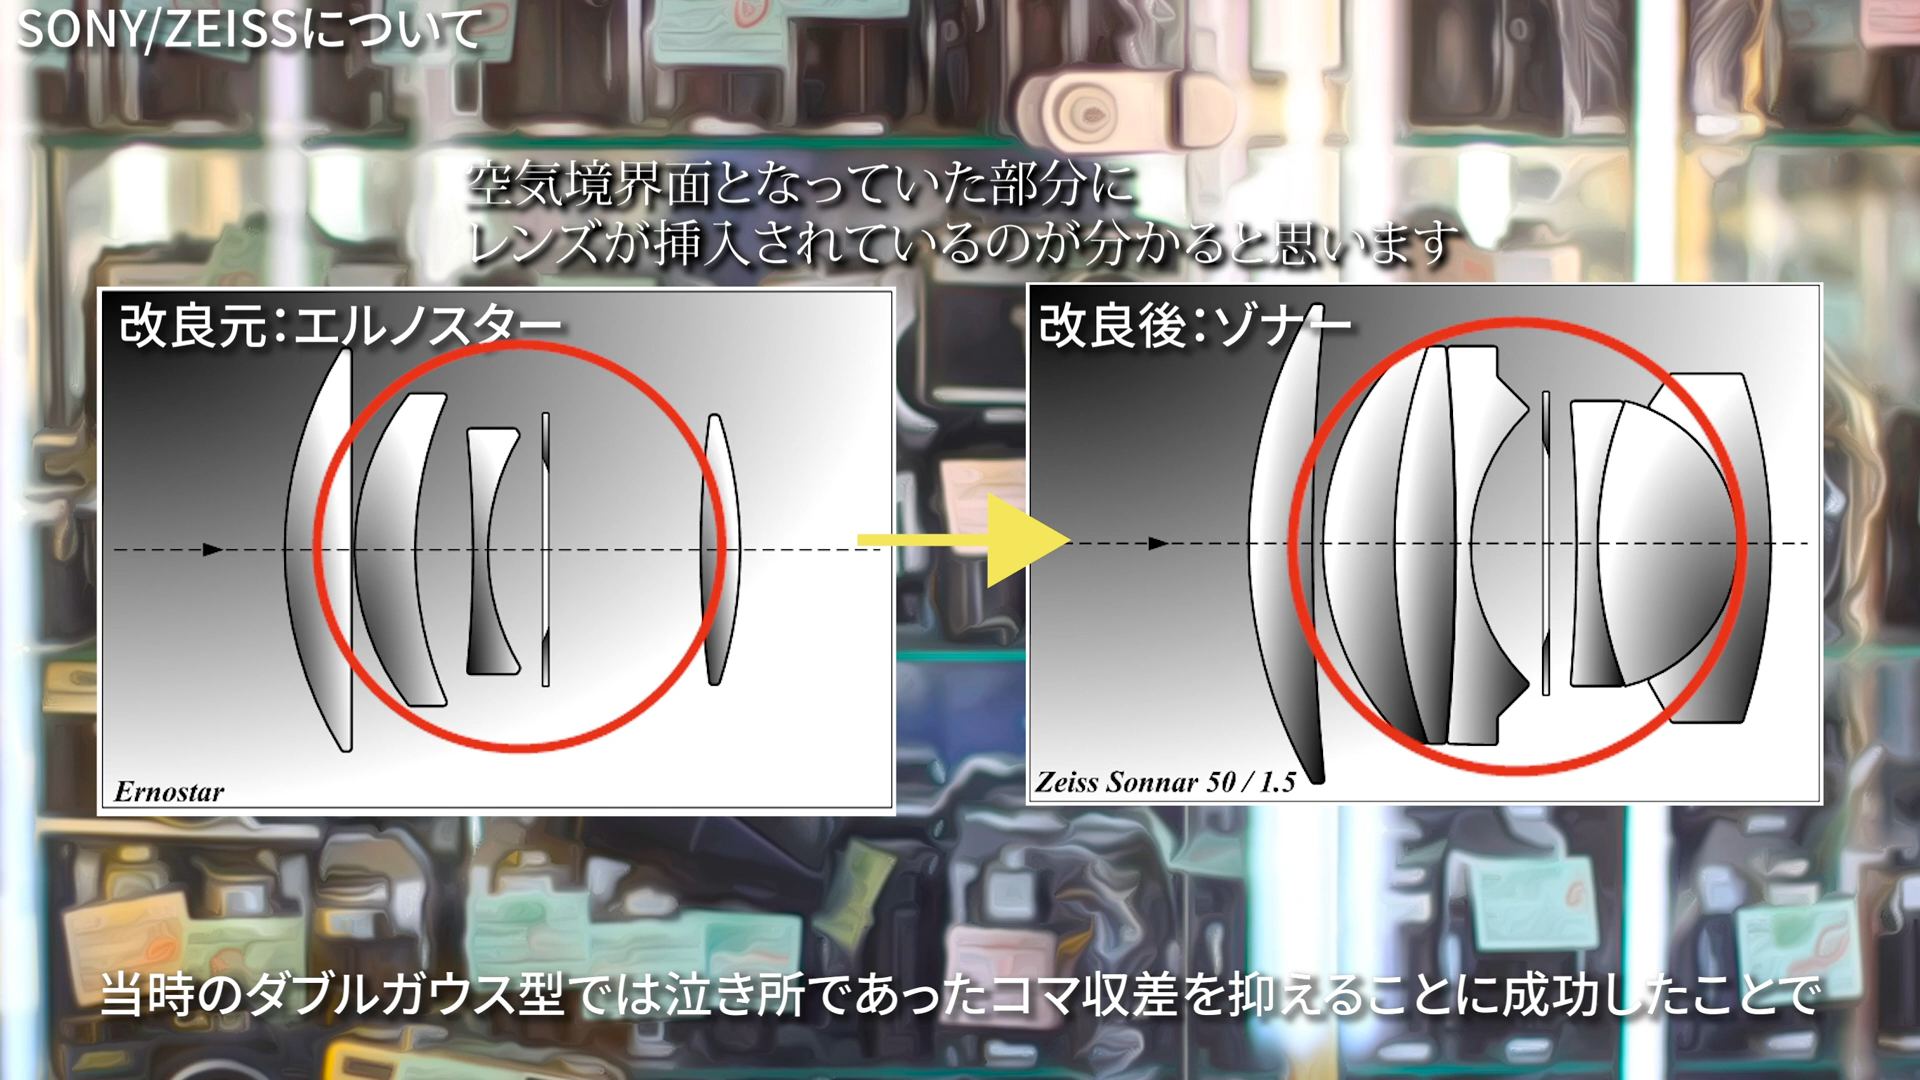 SONY/ZEISSについて
空気境界面となっていた部分に
レンズが挿入されているのが分かると思います
改良元：エルノスター
改良後：ゾナー
Ernostar
Zeiss Sonnar 50 / 1.5
当時のダブルガウス型では泣き所であったコマ収差を抑えることに成功したことで